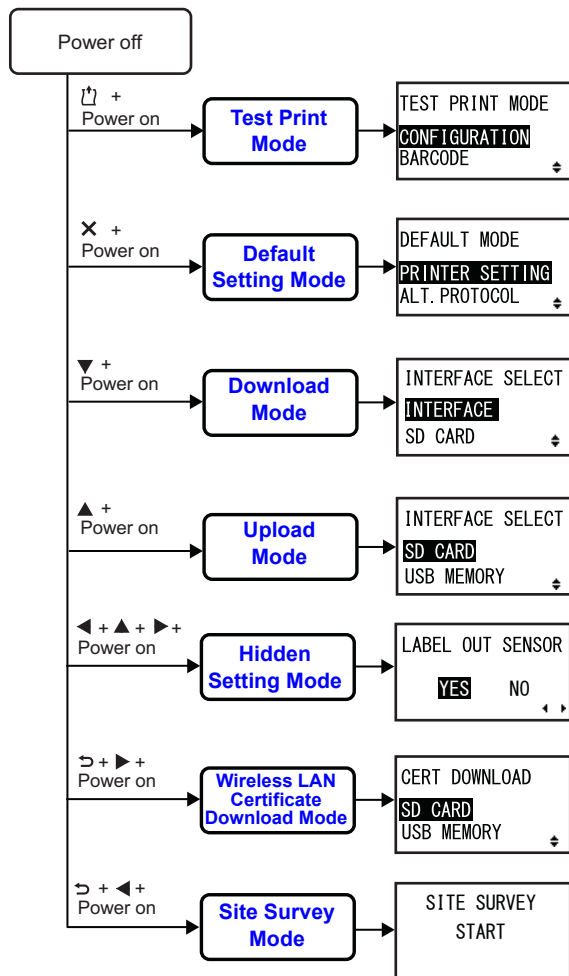 Power off
+
Power on
Test Print
Mode
TEST PRINT MODE
CONFIGURATION
BARCODE
+
Power on
Default
Setting Mode
DEFAULT MODE
PRINTER SETTING
ALT. PROTOCOL
+
Power on
Download
Mode
INTERFACE SELECT
INTERFACE
SD CARD
+
Power on
Upload
Mode
INTERFACE SELECT
SD CARD
USB MEMORY
+ + +
Power on
Hidden
Setting Mode
LABEL OUT SENSOR
YES NO
+ +
Power on
Wireless LAN
Certificate
Download Mode
CERT DOWNLOAD
SD CARD
USB MEMORY
+ +
Power on
Site Survey
Mode
SITE SURVEY
START